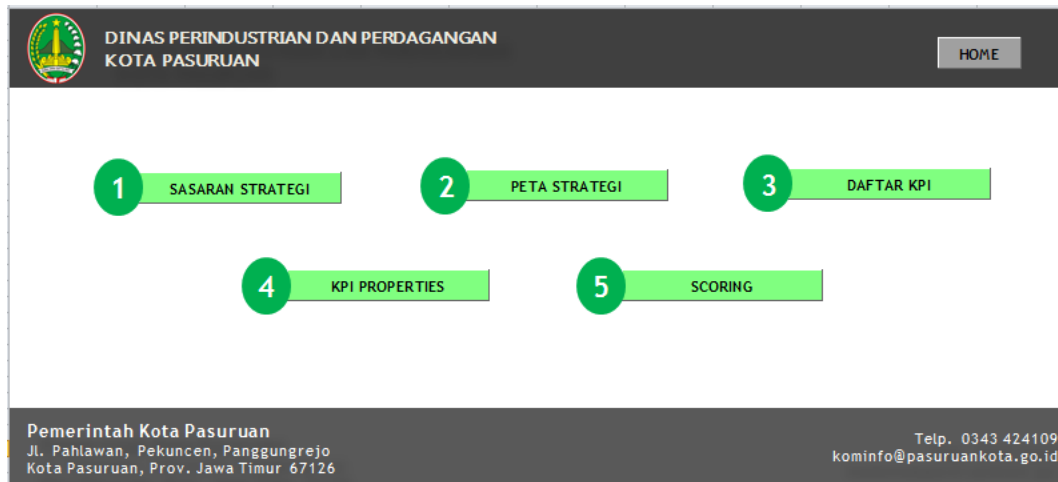 DINAS PERINDUSTRIAN DAN PERDAGANGAN
KOTA PASURUAN
HOME
1 SASARAN STRATEGI
2 PETA STRATEGI
3 DAFTAR KPI
4 KPI PROPERTIES
5 SCORING
Pemerintah Kota Pasuruan
Jl. Pahlawan, Pekuncen, Panggungrejo
Kota Pasuruan, Prov. Jawa Timur 67126
Telp. 0343 424109
kominfo@pasuruankota.go.id